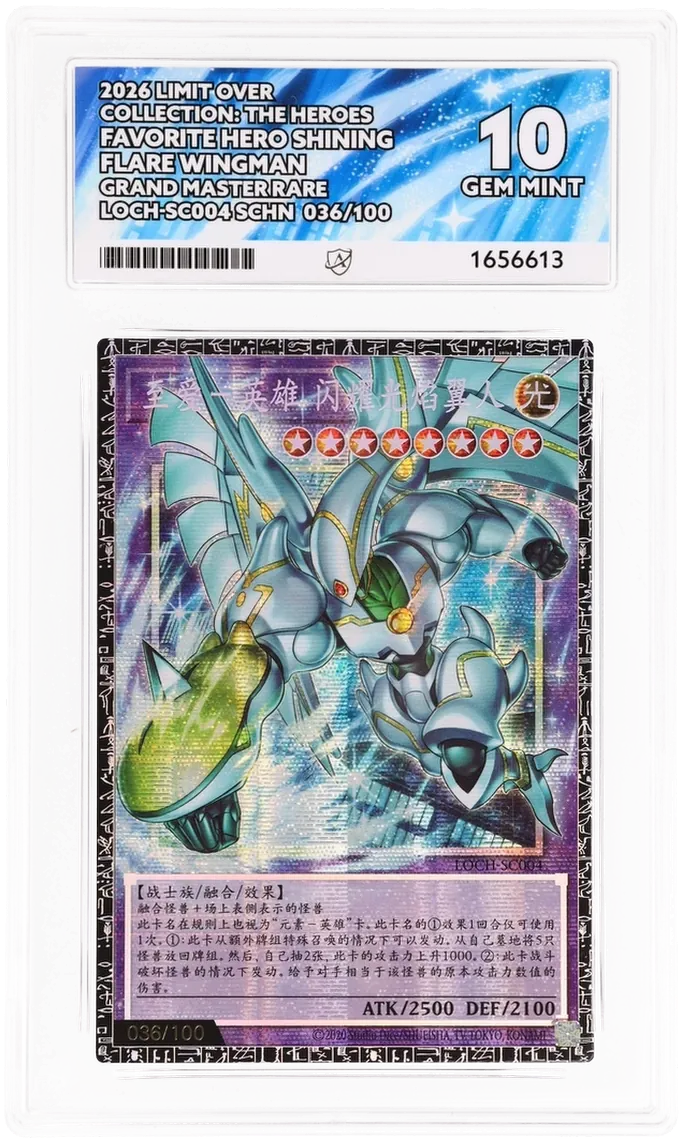 2026 LIMIT OVER
COLLECTION: THE HEROES
FAVORITE HERO SHINING
FLARE WINGMAN
GRAND MASTER RARE
LOCH-SC004 SCHN 036/100
10
GEM MINT
1656613
至爱-英雄 闪耀光焰翼人
光
LOCH-SC004
【战士族/融合/效果】
融合怪兽+场上表侧表示的怪兽
此卡名在规则上也视为“元素-英雄”卡。此卡名的①效果1回合仅可使用
1次。①:此卡从额外牌组特殊召唤的情况下可以发动。从自己墓地将5只
怪兽放回牌组。然后、自己抽2张，此卡的攻击力上升1000。②:此卡战斗
破坏怪兽的情况下发动。给予对手相当于该怪兽的原本攻击力数值的
伤害。
ATK/2500 DEF/2100
036/100
©2020 Studio Dice/SHUEISHA, TV TOKYO, KONAMI